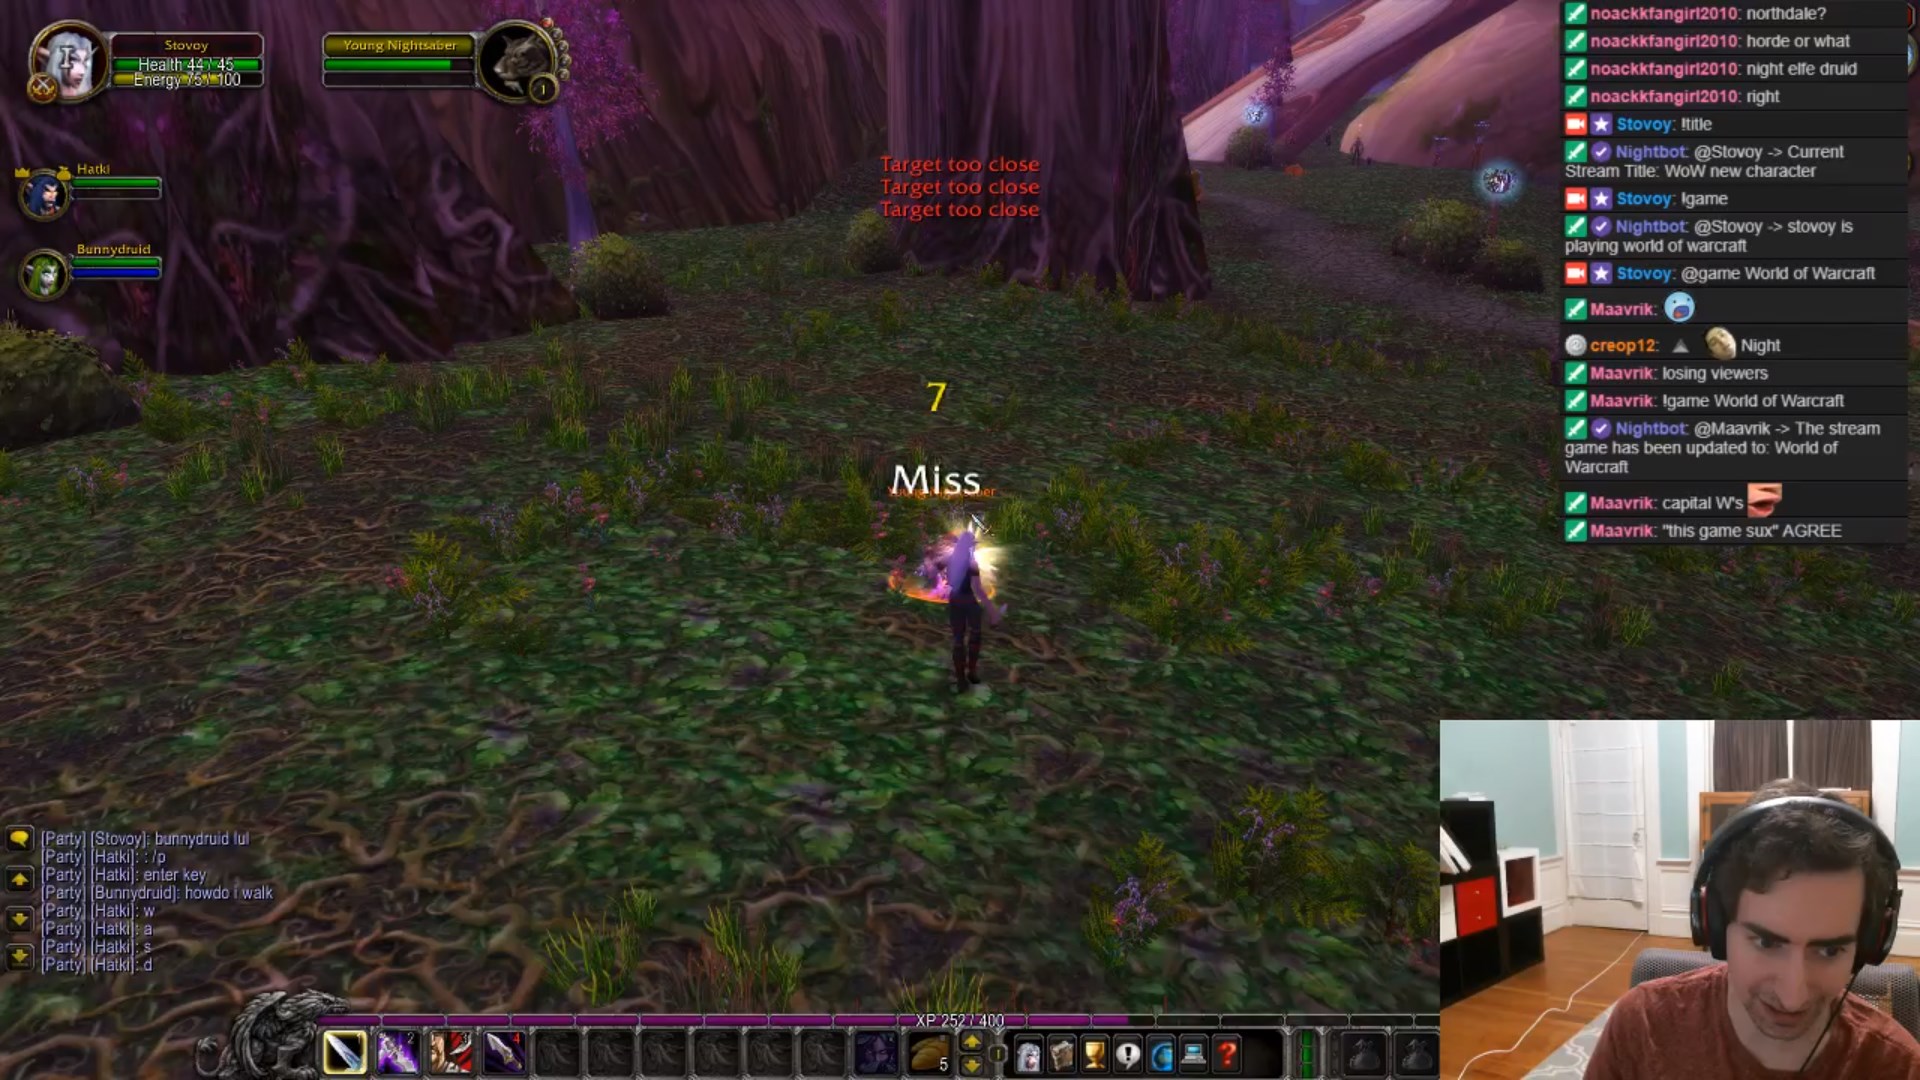 Stovoy
Health 44 / 45
Energy 75 / 100
Young Nightsaber
1
Hatki
Bunnydruid
Target too close
Target too close
Target too close
7
Miss
noackkfangirl2010: northdale?
noackkfangirl2010: horde or what
noackkfangirl2010: night elfe druid
noackkfangirl2010: right
Stovoy: !title
Nightbot: @Stovoy -> Current
Stream Title: WoW new character
Stovoy: !game
Nightbot: @Stovoy -> stovoy is
playing world of warcraft
Stovoy: @game World of Warcraft
Maavrik:
creop12: Night
Maavrik: losing viewers
Maavrik: !game World of Warcraft
Nightbot: @Maavrik -> The stream
game has been updated to: World of
Warcraft
Maavrik: capital W's
Maavrik: "this game sux" AGREE
[Party] [Stovoy]: bunnydruid lul
[Party] [Hatki]: : /p
[Party] [Hatki]: enter key
[Party] [Bunnydruid]: howdo i walk
[Party] [Hatki]: w
[Party] [Hatki]: a
[Party] [Hatki]: s
[Party] [Hatki]: d
XP 252 / 400
2
4
5